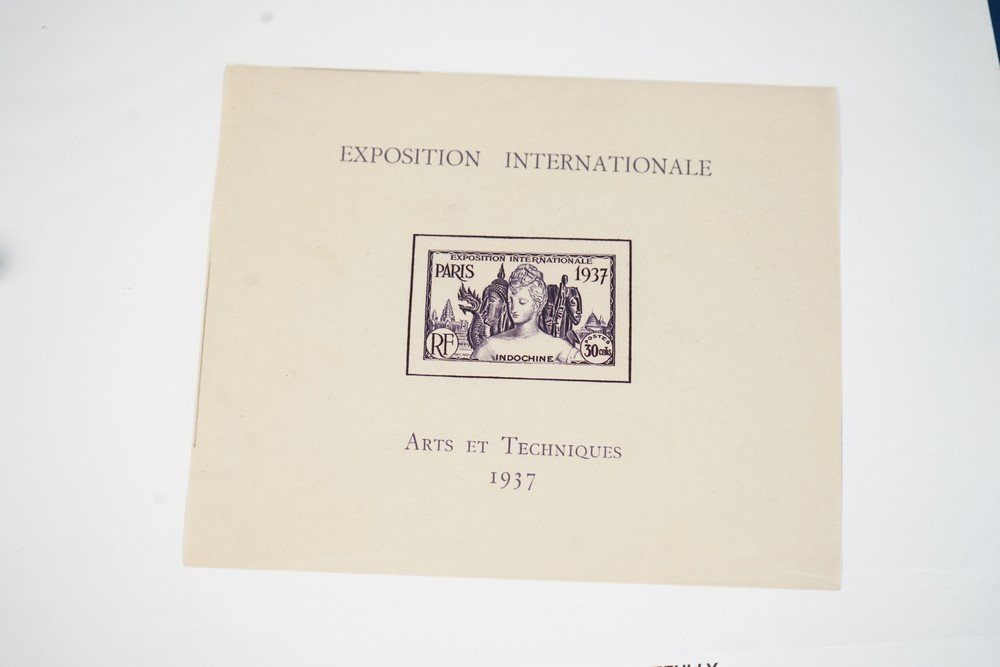 EXPOSITION INTERNATIONALE
EXPOSITION INTERNATIONALE
PARIS 1937
RF
POSTES
30 cents
INDOCHINE
ARTS ET TECHNIQUES
1937